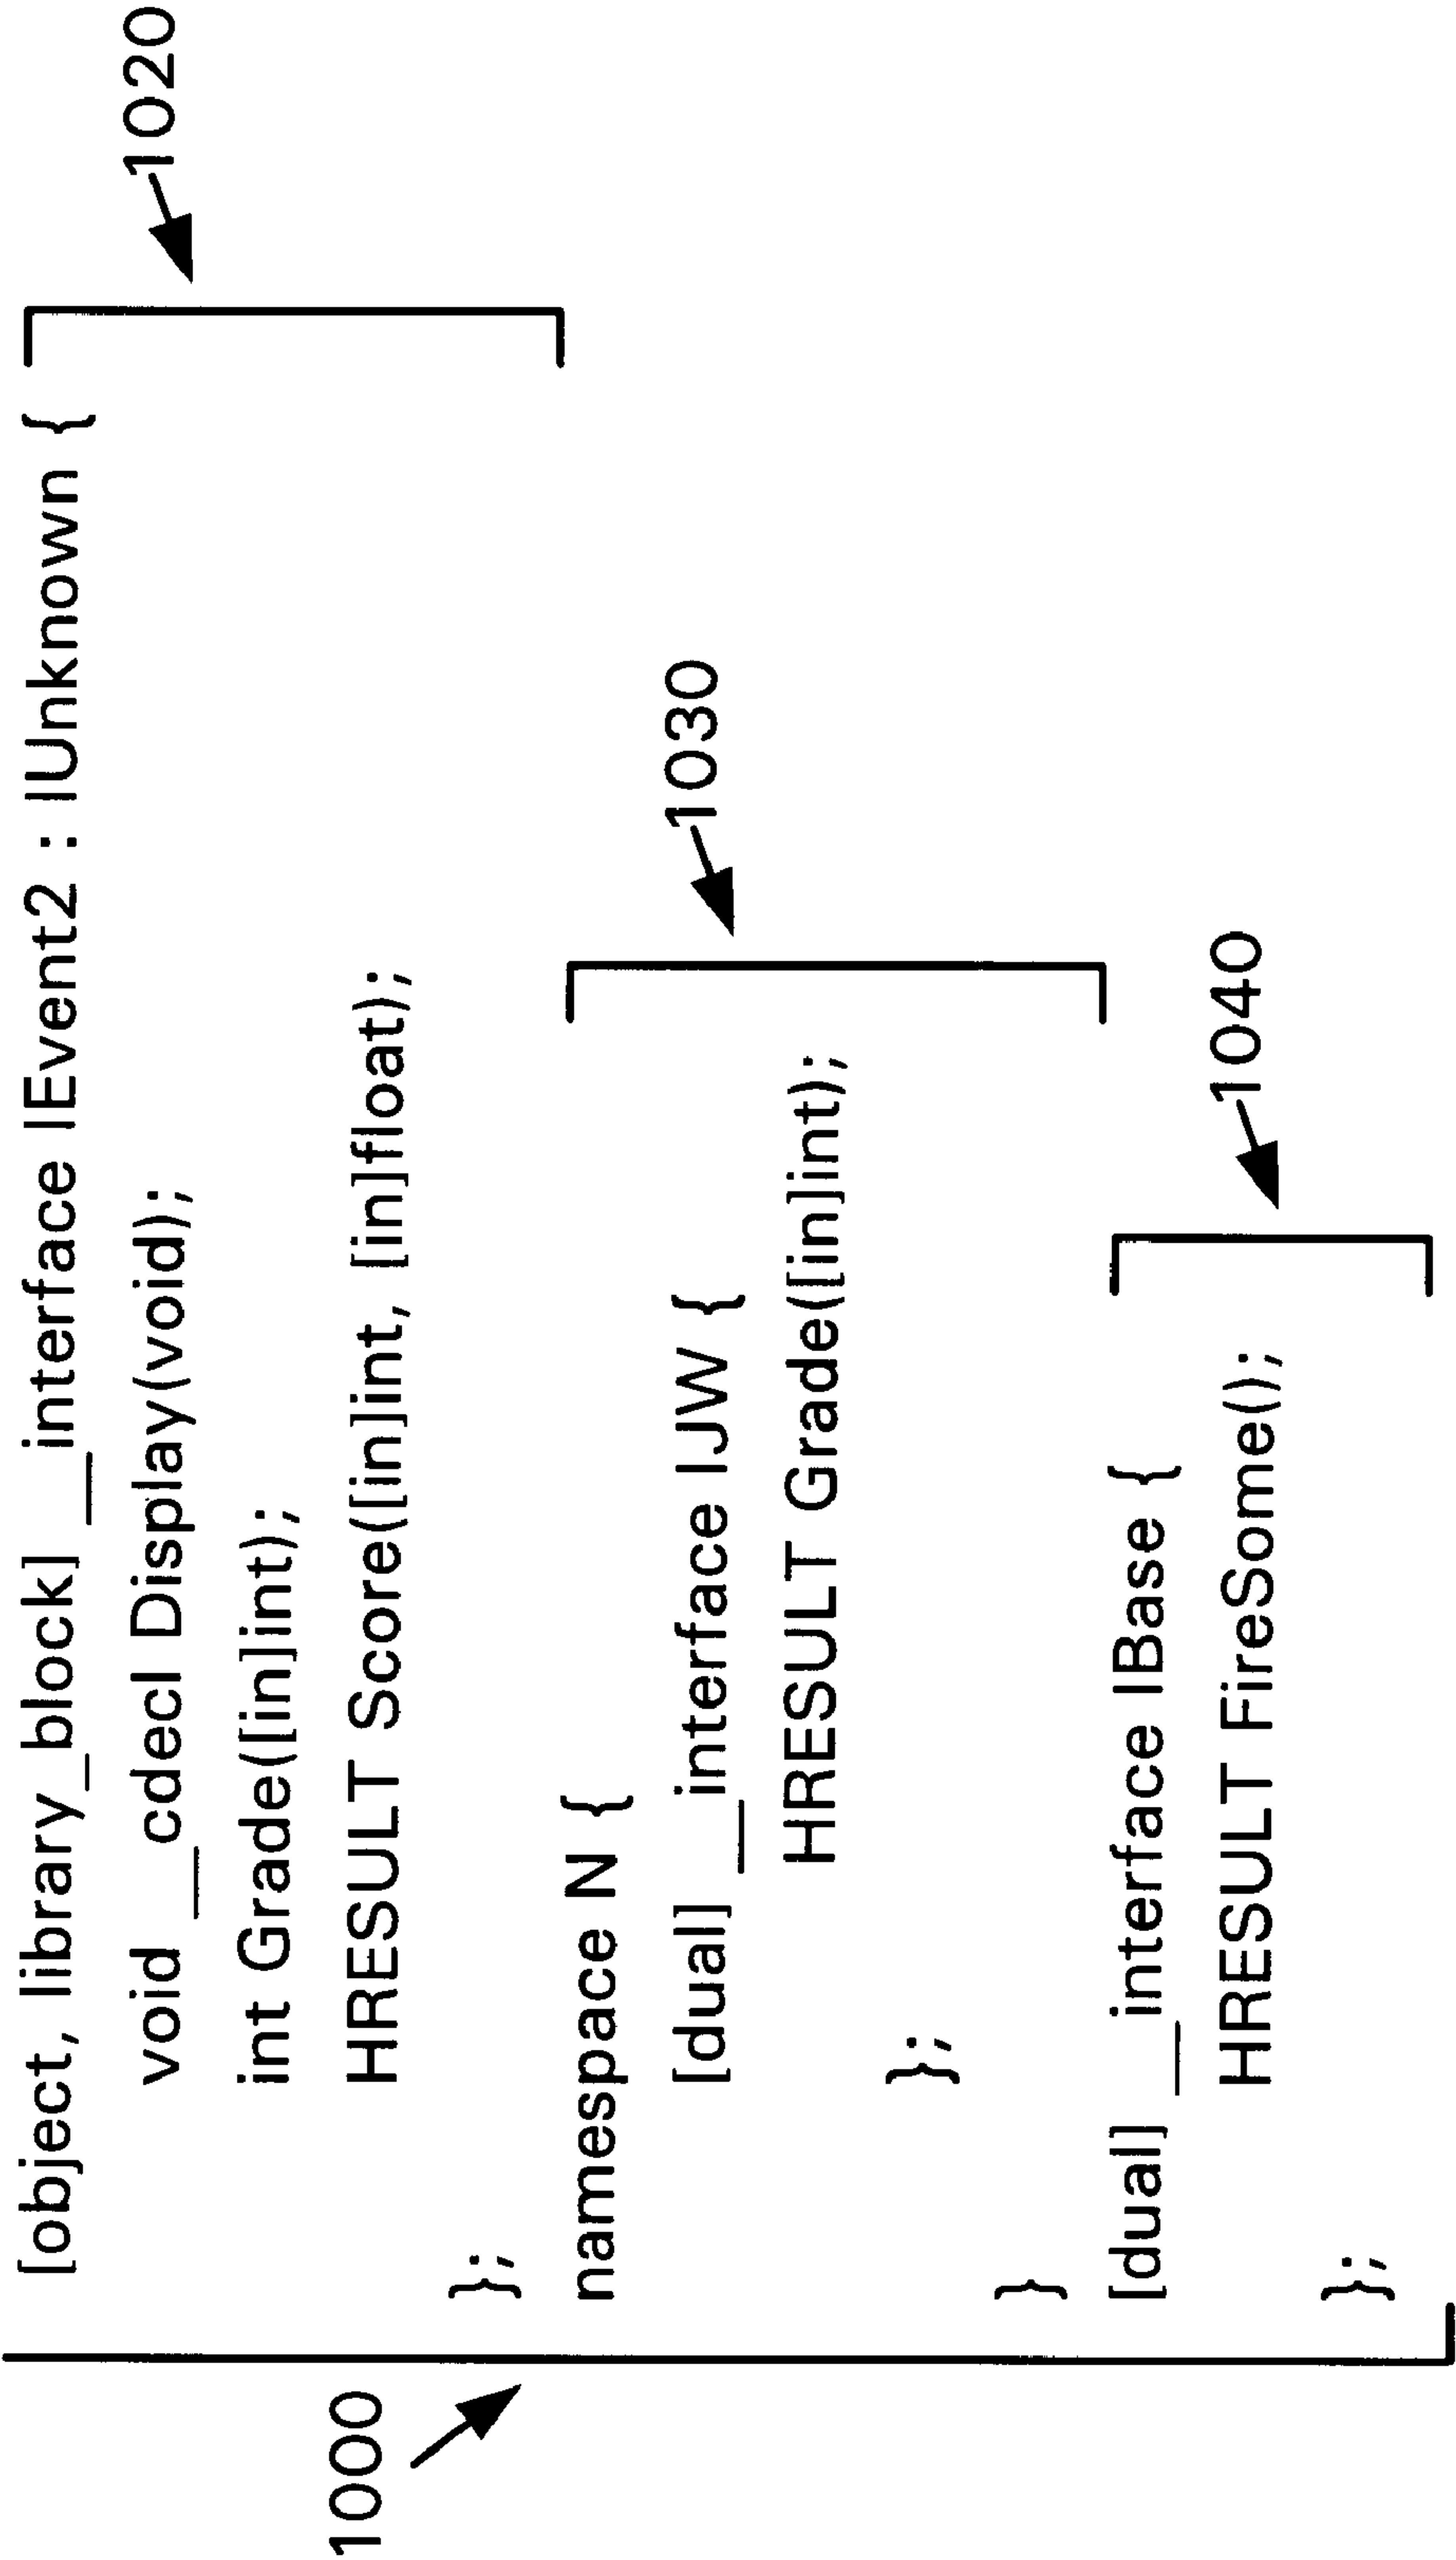 [object, library_block] __interface IEvent2 : IUnknown {
void __cdecl Display(void);
int Grade([in]int);
HRESULT Score([in]int, [in]float);
};
namespace N {
[dual] __interface IJW {
HRESULT Grade([in]int);
};
}
[dual] __interface IBase {
HRESULT FireSome();
};
1000
1020
1030
1040